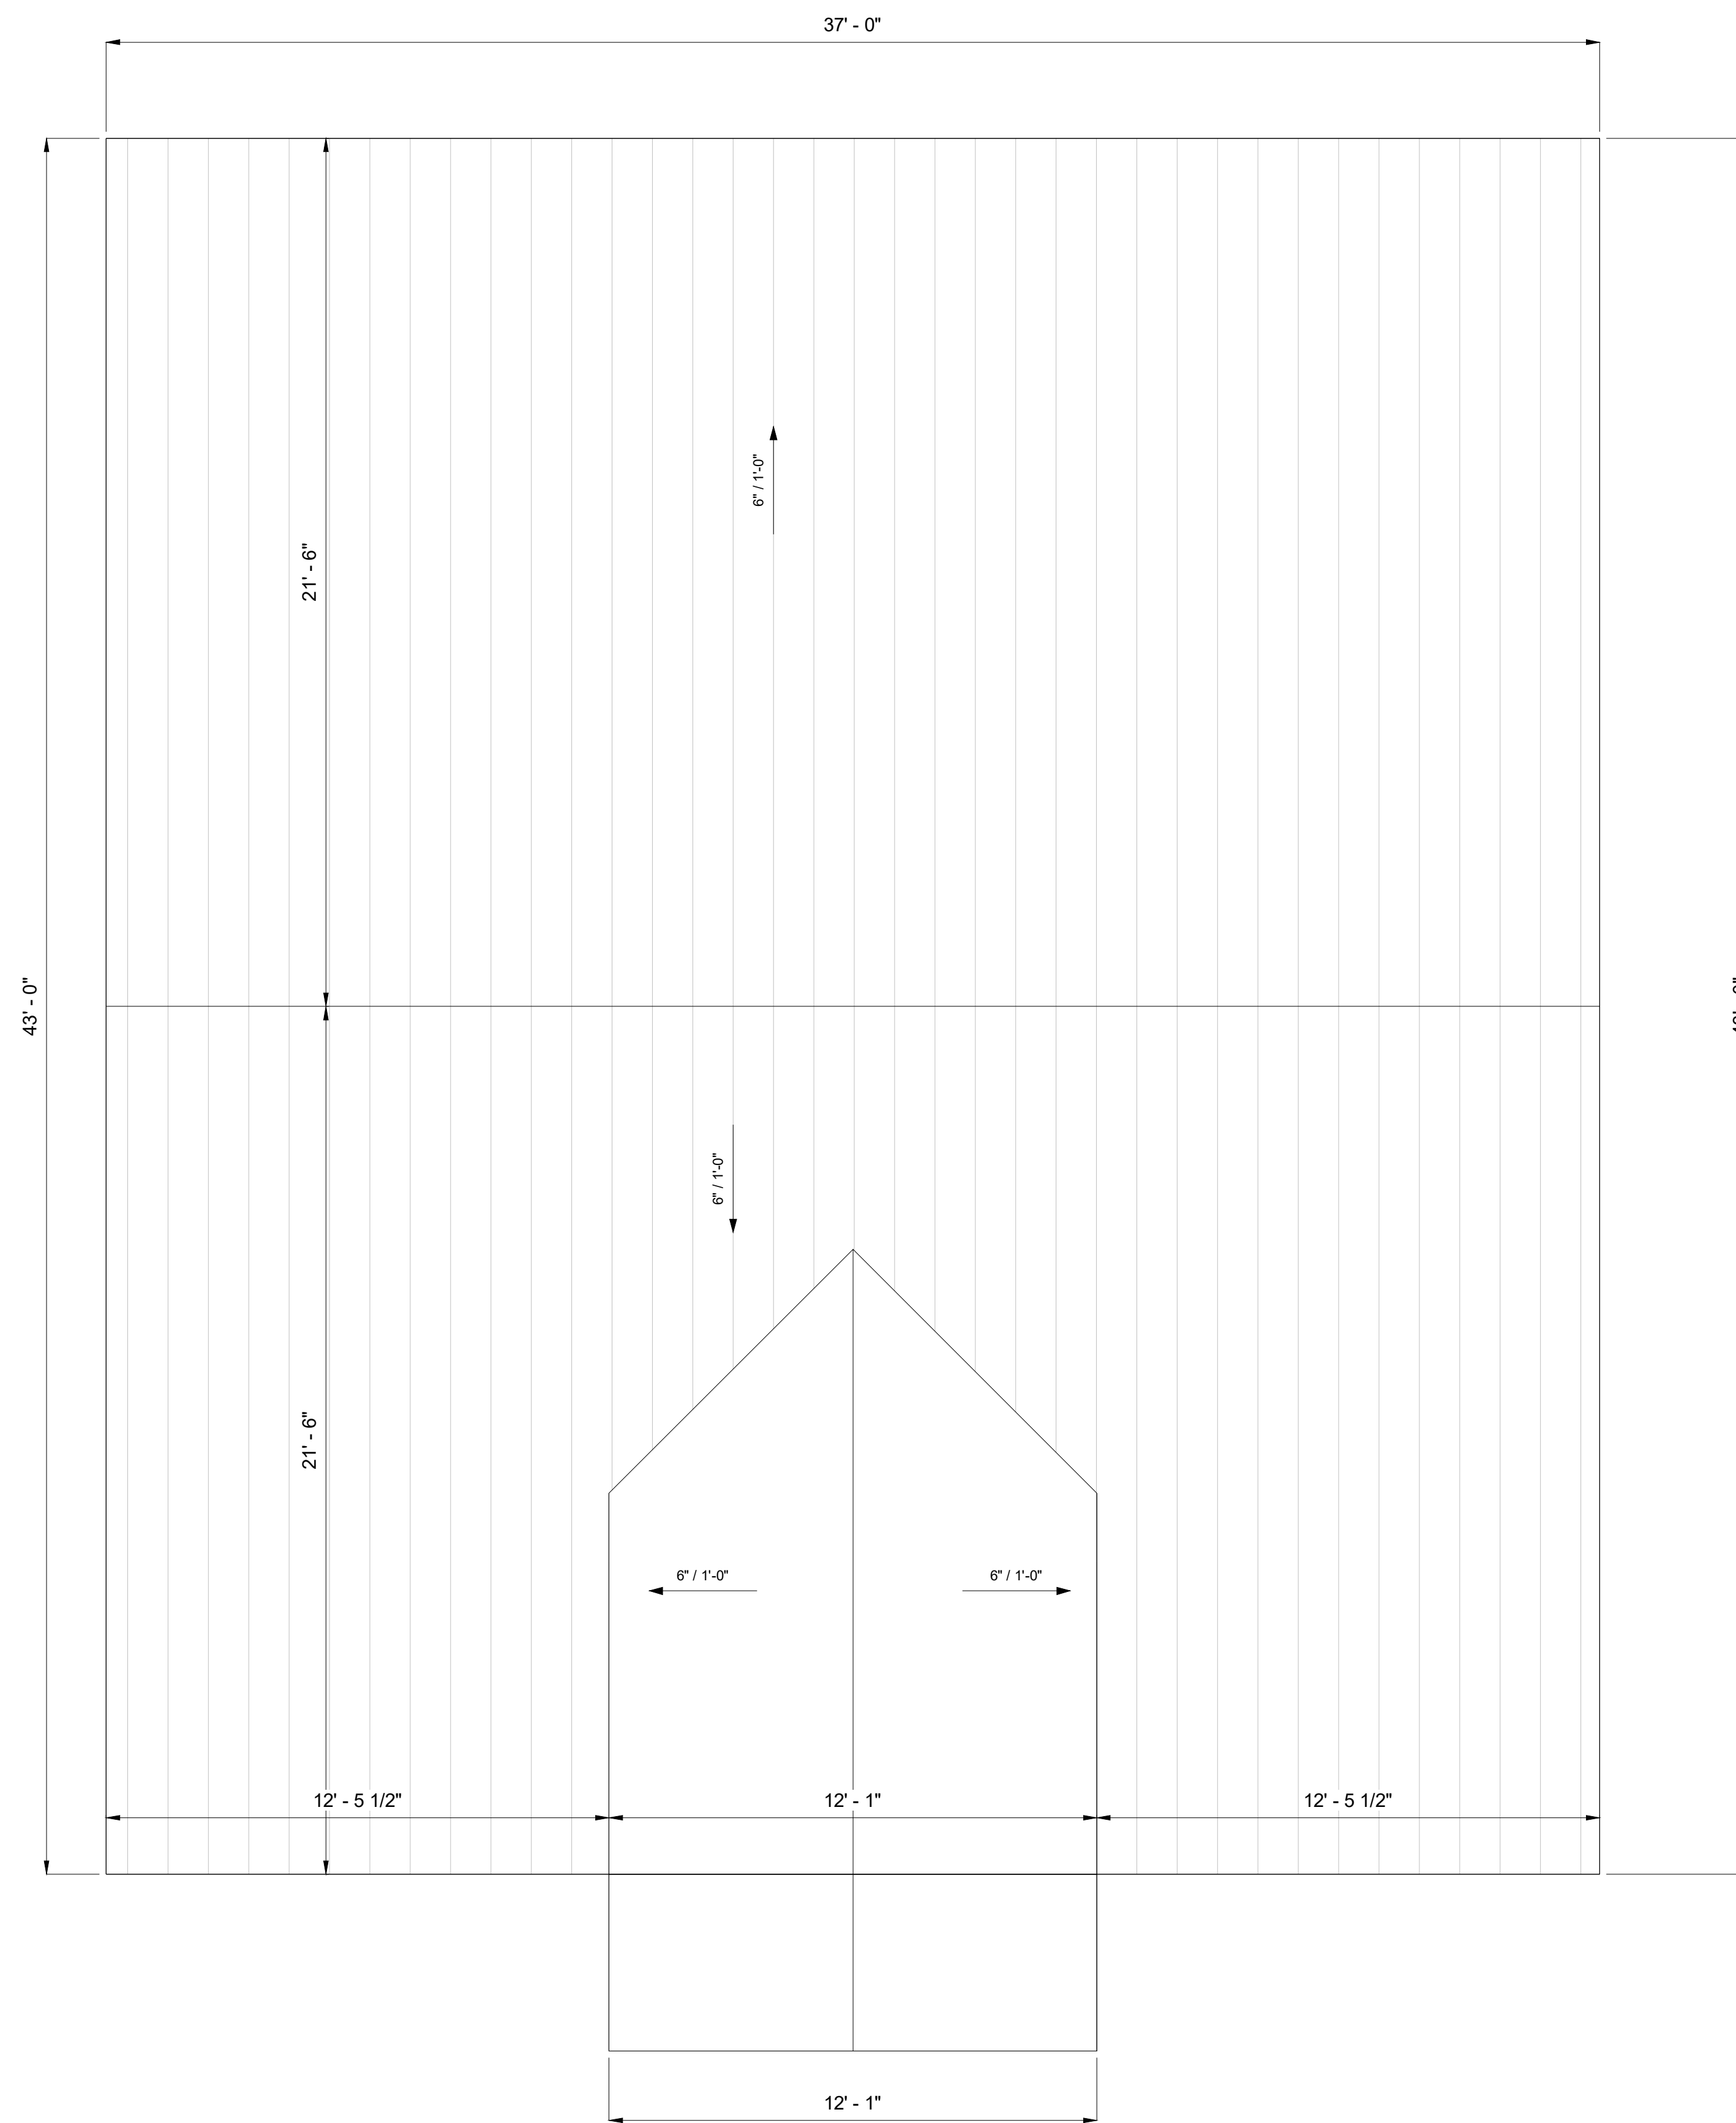 37' - 0"
6" / 1'-0"
21' - 6"
43' - 0"
6" / 1'-0"
21' - 6"
6" / 1'-0"
6" / 1'-0"
12' - 5 1/2"
12' - 1"
12' - 5 1/2"
12' - 1"